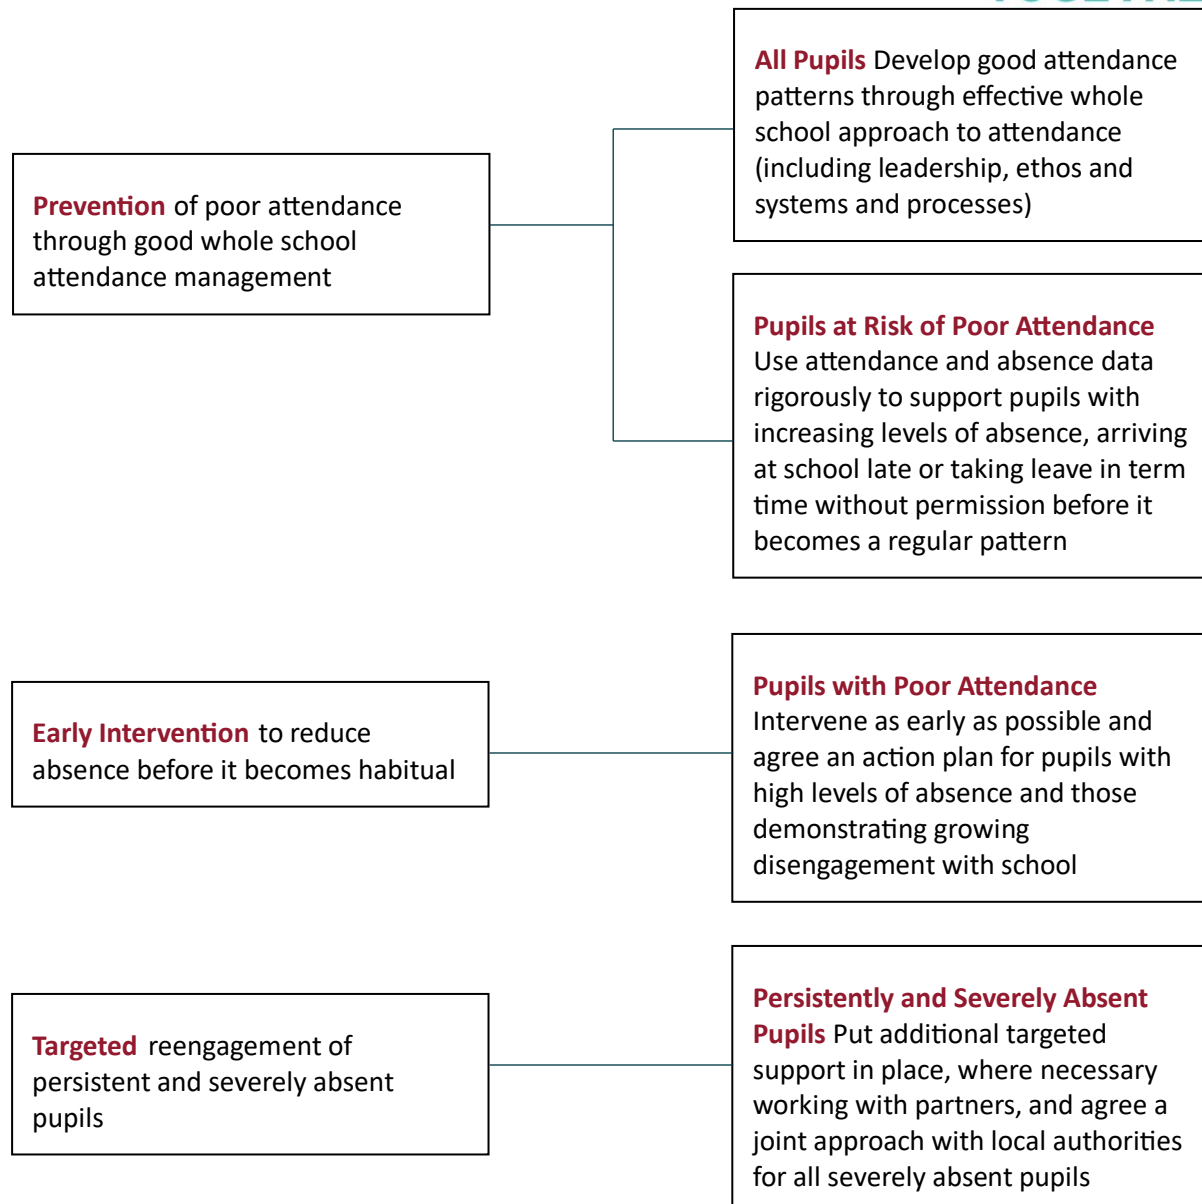 Prevention of poor attendance
through good whole school
attendance management
All Pupils Develop good attendance
patterns through effective whole
school approach to attendance
(including leadership, ethos and
systems and processes)
Pupils at Risk of Poor Attendance
Use attendance and absence data
rigorously to support pupils with
increasing levels of absence, arriving
at school late or taking leave in term
time without permission before it
becomes a regular pattern
Early Intervention to reduce
absence before it becomes habitual
Pupils with Poor Attendance
Intervene as early as possible and
agree an action plan for pupils with
high levels of absence and those
demonstrating growing
disengagement with school
Targeted reengagement of
persistent and severely absent
pupils
Persistently and Severely Absent
Pupils Put additional targeted
support in place, where necessary
working with partners, and agree a
joint approach with local authorities
for all severely absent pupils